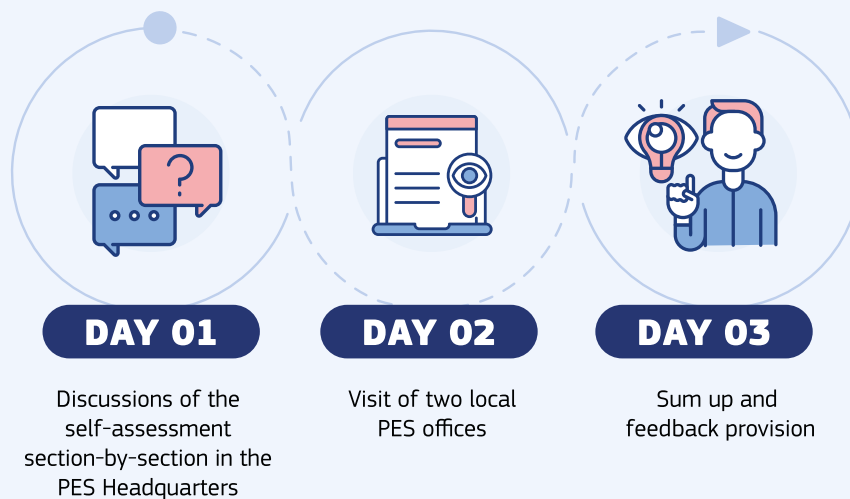 ?
DAY 01
Discussions of the
self-assessment
section-by-section in the
PES Headquarters
DAY 02
Visit of two local
PES offices
DAY 03
Sum up and
feedback provision